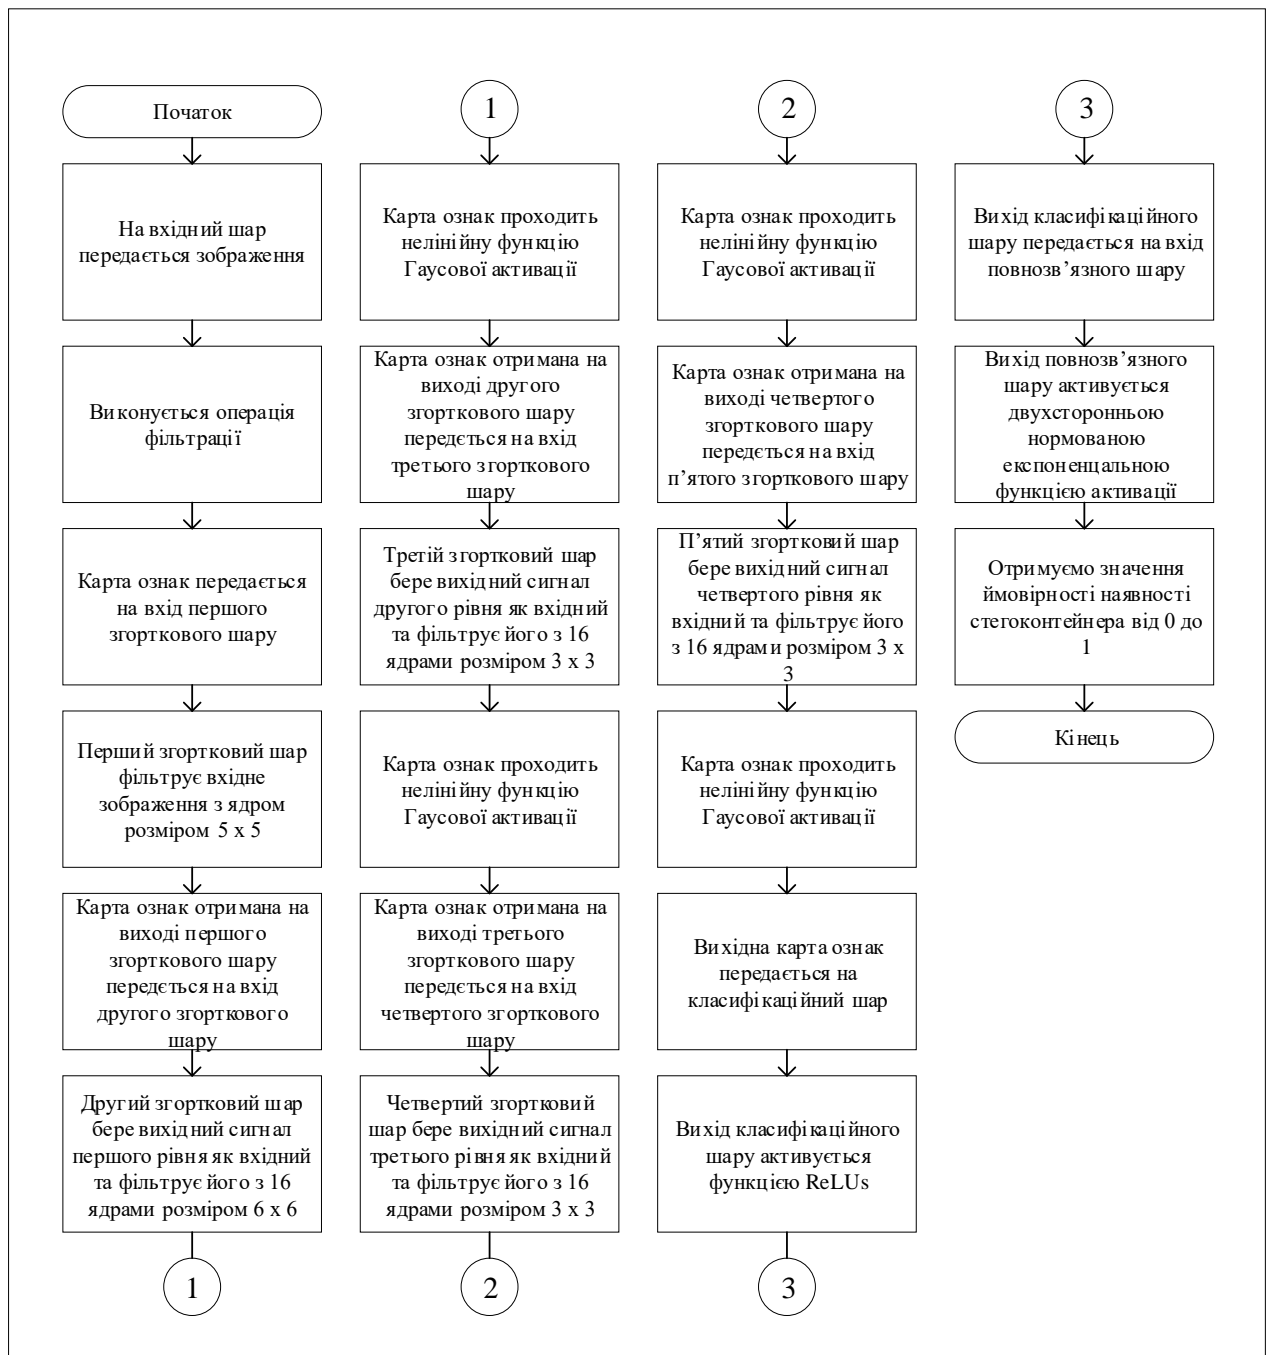 Початок
На вхідний шар
передається зображення
Виконується операція
фільтрації
Карта ознак передається
на вхід першого
згорткового шару
Перший згортковий шар
фільтрує вхідне
зображення з ядром
розміром 5 x 5
Карта ознак отримана на
виході першого
згорткового шару
передється на вхід
другого згорткового
шару
Другий згортковий шар
бере вихідний сигнал
першого рівня як вхідний
та фільтрує його з 16
ядрами розміром 6 x 6
1
1
Карта ознак проходить
нелінійну функцію
Гаусової активації
Карта ознак отримана на
виході другого
згорткового шару
передється на вхід
третього згорткового
шару
Третій згортковий шар
бере вихідний сигнал
другого рівня як вхідний
та фільтрує його з 16
ядрами розміром 3 x 3
Карта ознак проходить
нелінійну функцію
Гаусової активації
Карта ознак отримана на
виході третього
згорткового шару
передється на вхід
четвертого згорткового
шару
Четвертий згортковий
шар бере вихідний сигнал
третього рівня як вхідний
та фільтрує його з 16
ядрами розміром 3 x 3
2
2
Карта ознак проходить
нелінійну функцію
Гаусової активації
Карта ознак отримана на
виході четвертого
згорткового шару
передється на вхід
п’ятого згорткового шару
П’ятий згортковий шар
бере вихідний сигнал
четвертого рівня як
вхідний та фільтрує його
з 16 ядрами розміром 3 x
3
Карта ознак проходить
нелінійну функцію
Гаусової активації
Вихідна карта ознак
передається на
класифікаційний шар
Вихід класифікаційного
шару активується
функцією ReLUs
3
3
Вихід класифікаційного
шару передається на вхід
повнозв’язного шару
Вихід повнозв’язного
шару активується
двухсторонньою
нормованою
експоненцальною
функцією активації
Отримуємо значення
ймовірності наявності
стегоконтейнера від 0 до
1
Кінець